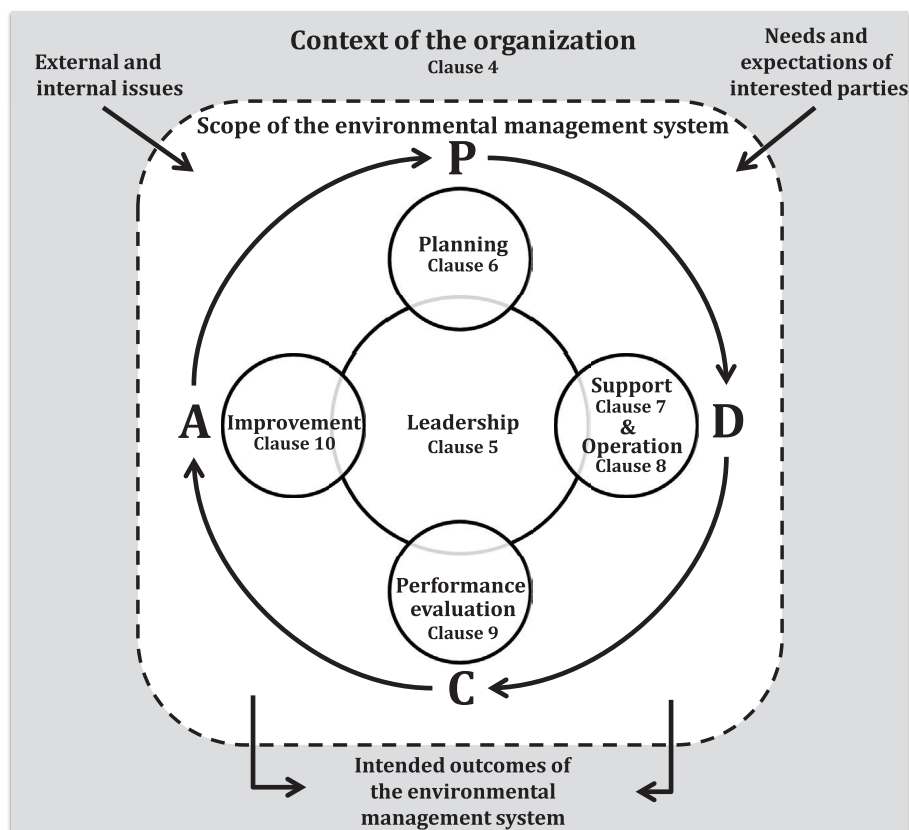 Context of the organization
Clause 4
External and
internal issues
Needs and
expectations of
interested parties
Scope of the environmental management system
P
Planning
Clause 6
A
Improvement
Clause 10
Leadership
Clause 5
Support
Clause 7
&
Operation
Clause 8
D
Performance
evaluation
Clause 9
C
Intended outcomes of
the environmental
management system